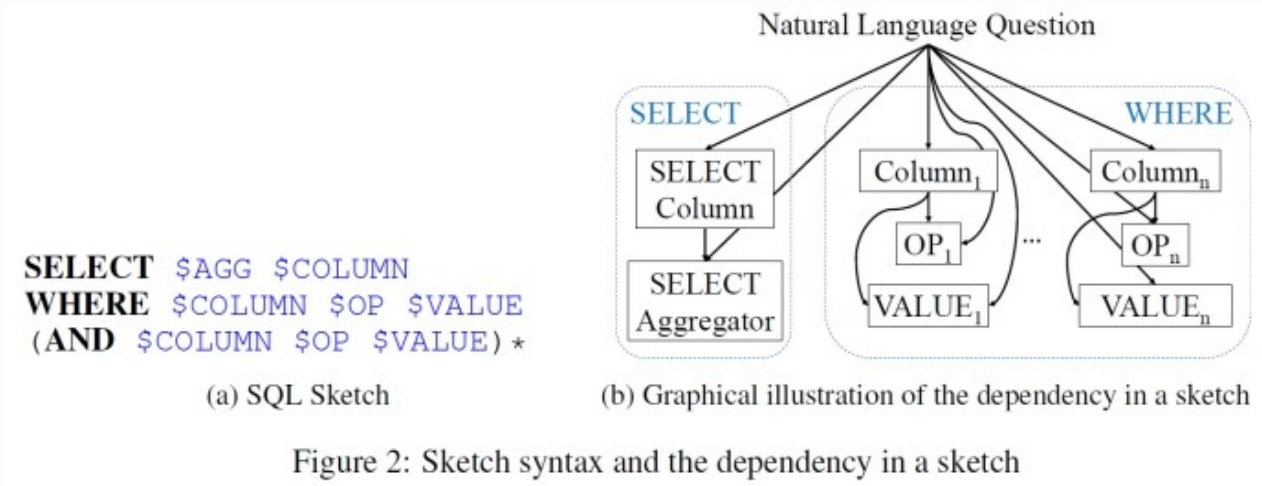 Natural Language Question
SELECT
WHERE
SELECT
Column
Column₁
Columnₙ
OP₁
...
OPₙ
SELECT
Aggregator
VALUE₁
VALUEₙ
SELECT $AGG $COLUMN
WHERE $COLUMN $OP $VALUE
(AND $COLUMN $OP $VALUE)*
(a) SQL Sketch
(b) Graphical illustration of the dependency in a sketch
Figure 2: Sketch syntax and the dependency in a sketch